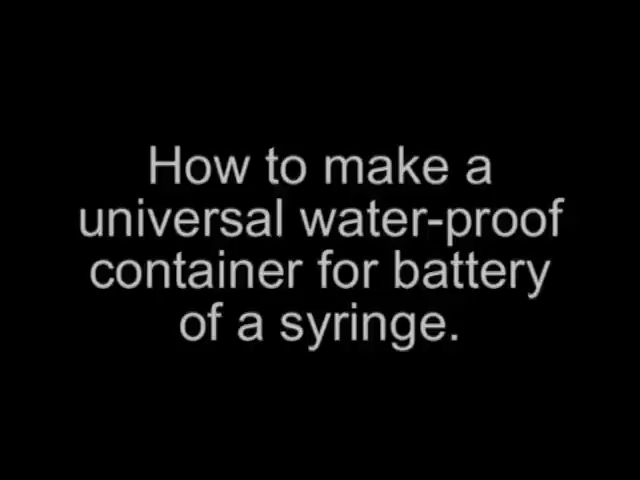 How to make a
universal water-proof
container for battery
of a syringe.